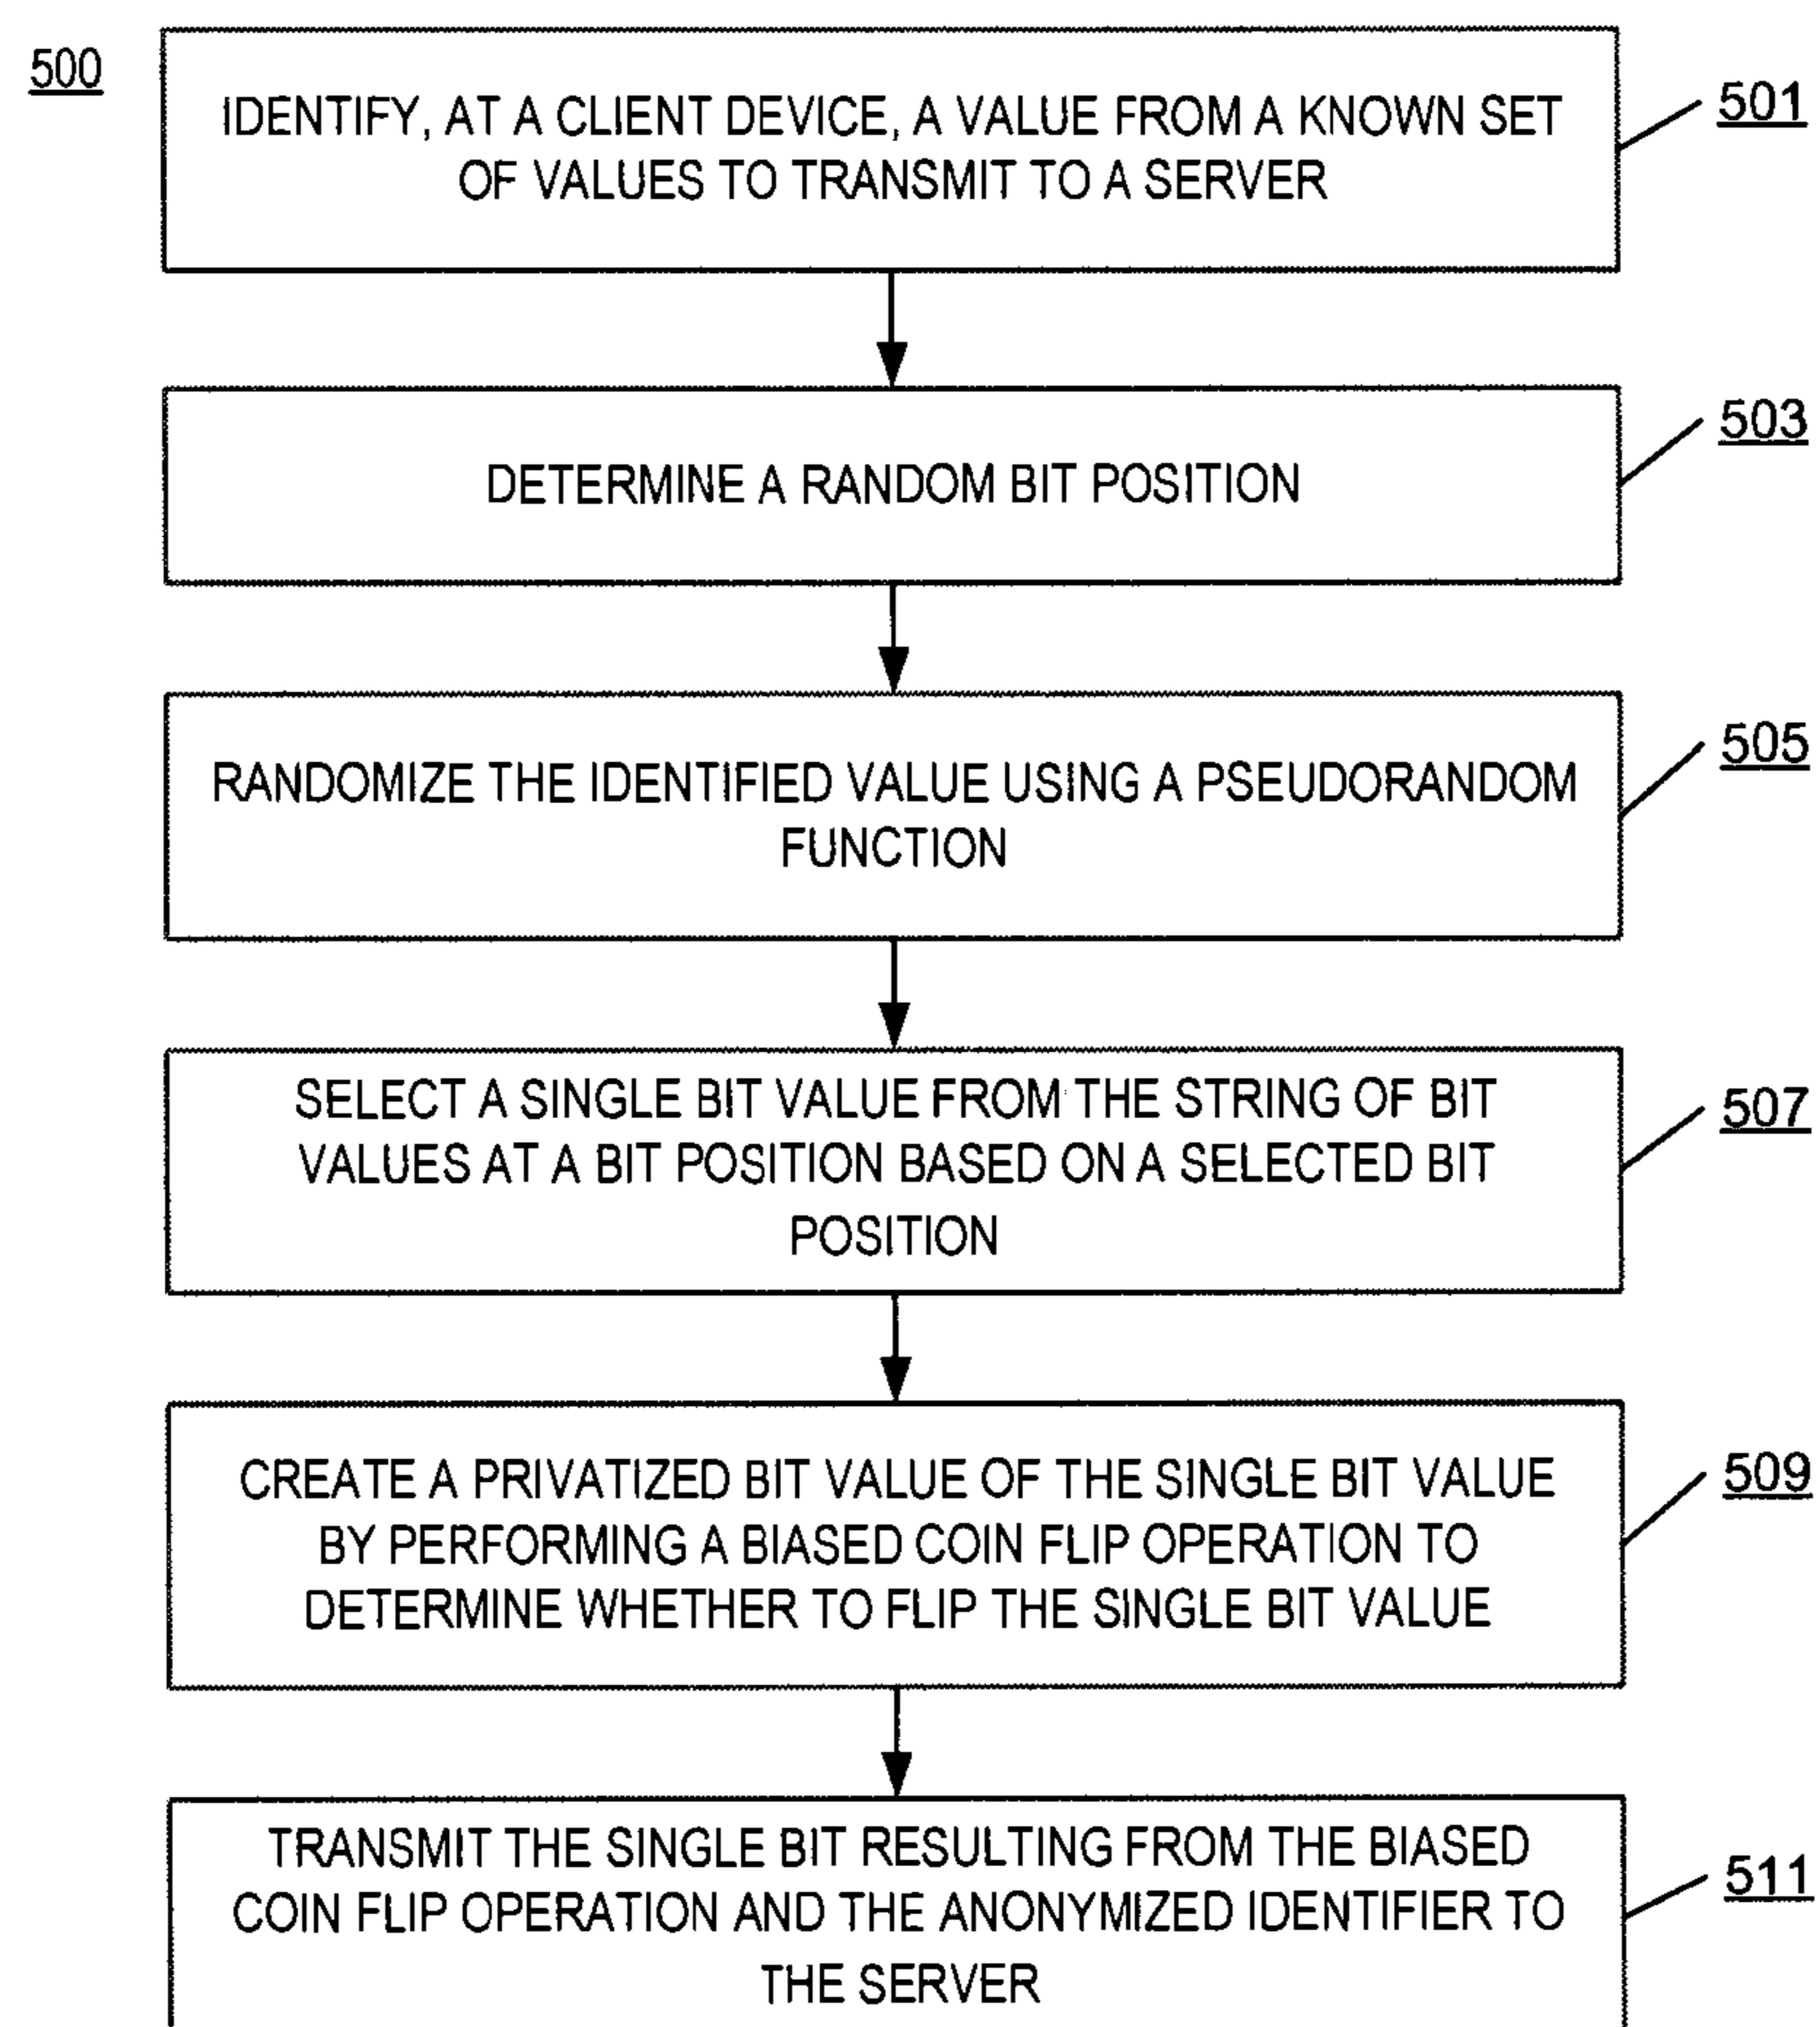 500
IDENTIFY, AT A CLIENT DEVICE, A VALUE FROM A KNOWN SET
OF VALUES TO TRANSMIT TO A SERVER
501
DETERMINE A RANDOM BIT POSITION
503
RANDOMIZE THE IDENTIFIED VALUE USING A PSEUDORANDOM
FUNCTION
505
SELECT A SINGLE BIT VALUE FROM THE STRING OF BIT
VALUES AT A BIT POSITION BASED ON A SELECTED BIT
POSITION
507
CREATE A PRIVATIZED BIT VALUE OF THE SINGLE BIT VALUE
BY PERFORMING A BIASED COIN FLIP OPERATION TO
DETERMINE WHETHER TO FLIP THE SINGLE BIT VALUE
509
TRANSMIT THE SINGLE BIT RESULTING FROM THE BIASED
COIN FLIP OPERATION AND THE ANONYMIZED IDENTIFIER TO
THE SERVER
511